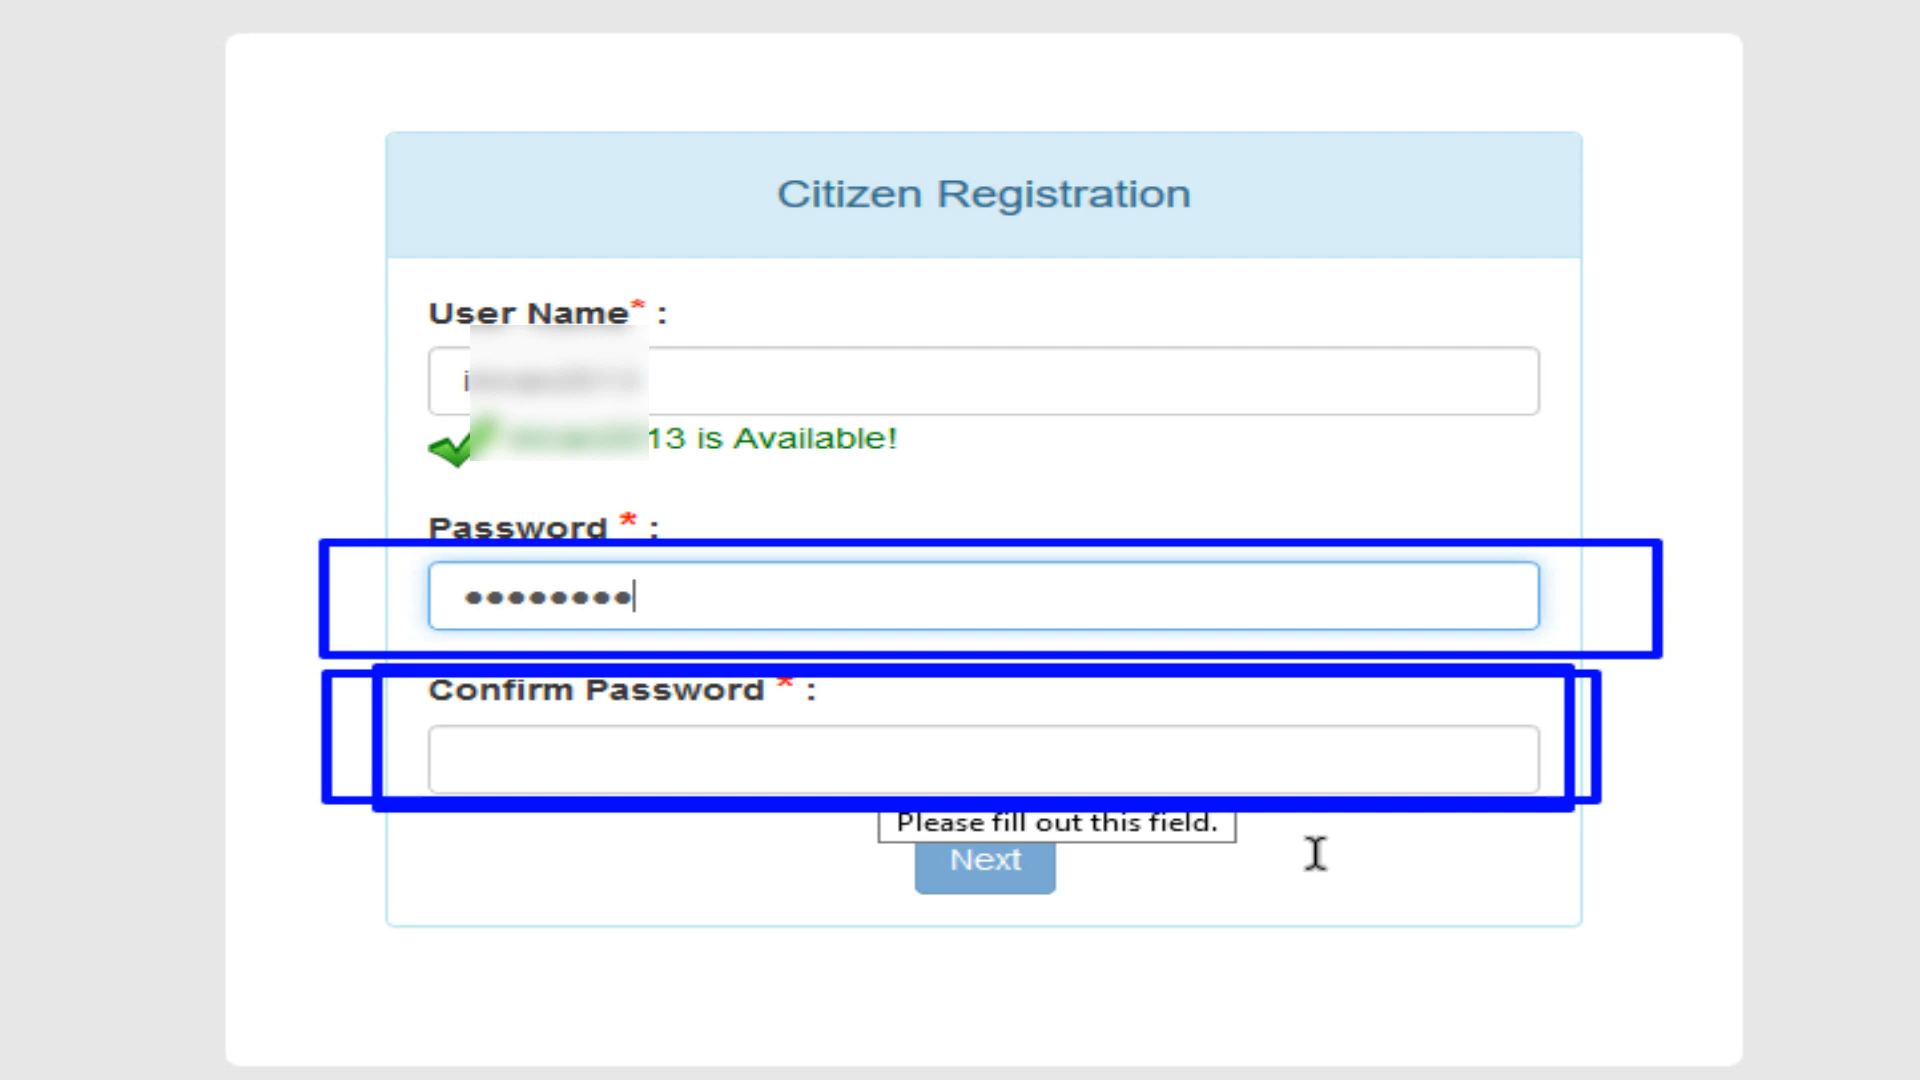 Citizen Registration
User Name* :
13 is Available!
Password * :
••••••••
Confirm Password * :
Please fill out this field.
Next